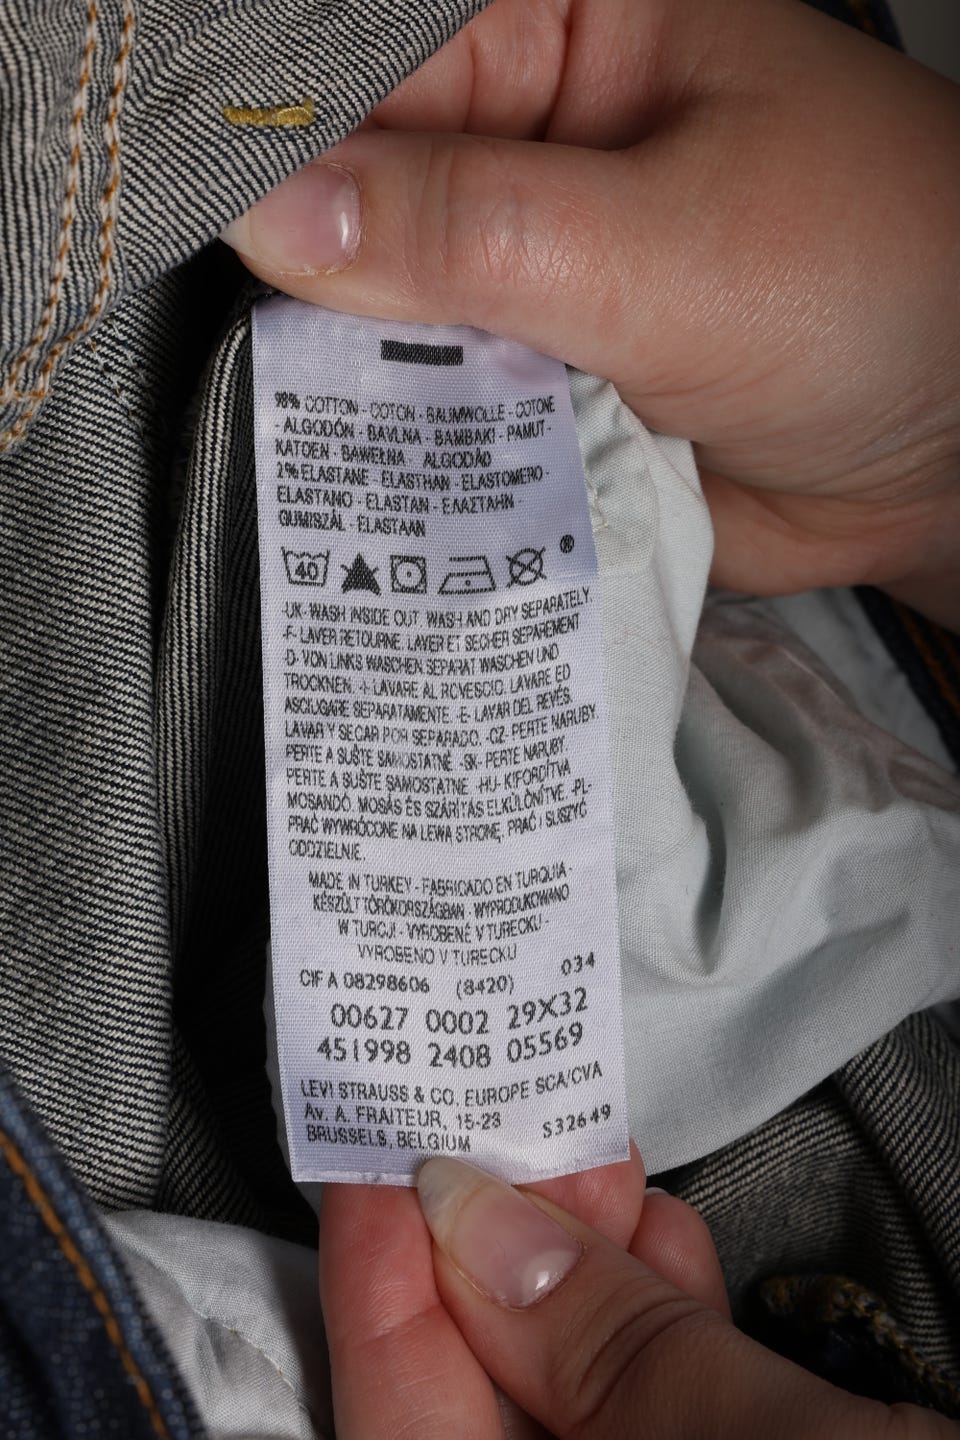 98% COTTON - COTON - BAUMWOLLE - COTONE
- ALGODÓN - BAVLNA - BAMBAKI - PAMUT -
KATOEN - BAWEŁNA - ALGODÃO
2% ELASTANE - ELASTHAN - ELASTOMERO -
ELASTANO - ELASTAN - ΕΛΑΣΤΑΗΝ -
GUMISZÁL - ELASTAAN
®
40
-UK- WASH INSIDE OUT. WASH AND DRY SEPARATELY.
-F- LAVER RETOURNE. LAVER ET SECHER SEPAREMENT
-D- VON LINKS WASCHEN SEPARAT WASCHEN UND
TROCKNEN. -I- LAVARE AL ROVESCIO. LAVARE ED
ASCIUGARE SEPARATAMENTE. -E- LAVAR DEL REVÉS.
LAVAR Y SECAR POR SEPARADO. -CZ- PERTE NARUBY.
PERTE A SUŠTE SAMOSTATNĚ. -SK- PERTE NARUBY.
PERTE A SUŠTE SAMOSTATNE. -HU- KIFORDÍTVA
MOSANDÓ. MOSÁS ÉS SZÁRÍTÁS ELKÜLÖNÍTVE. -PL-
PRAĆ WYWRÓCONE NA LEWĄ STRONĘ, PRAĆ I SUSZYĆ
ODDZIELNIE.
MADE IN TURKEY - FABRICADO EN TURQUIA -
KÉSZÜLT TÖRÖKORSZÁGBAN - WYPRODUKOWANO
W TURCJI - VYROBENÉ V TURECKU -
VYROBENO V TURECKU
CIF A 08298606 (8420) 034
00627 0002 29X32
451998 2408 05569
LEVI STRAUSS & CO. EUROPE SCA/CVA
Av. A. FRAITEUR, 15-23
BRUSSELS, BELGIUM S32649